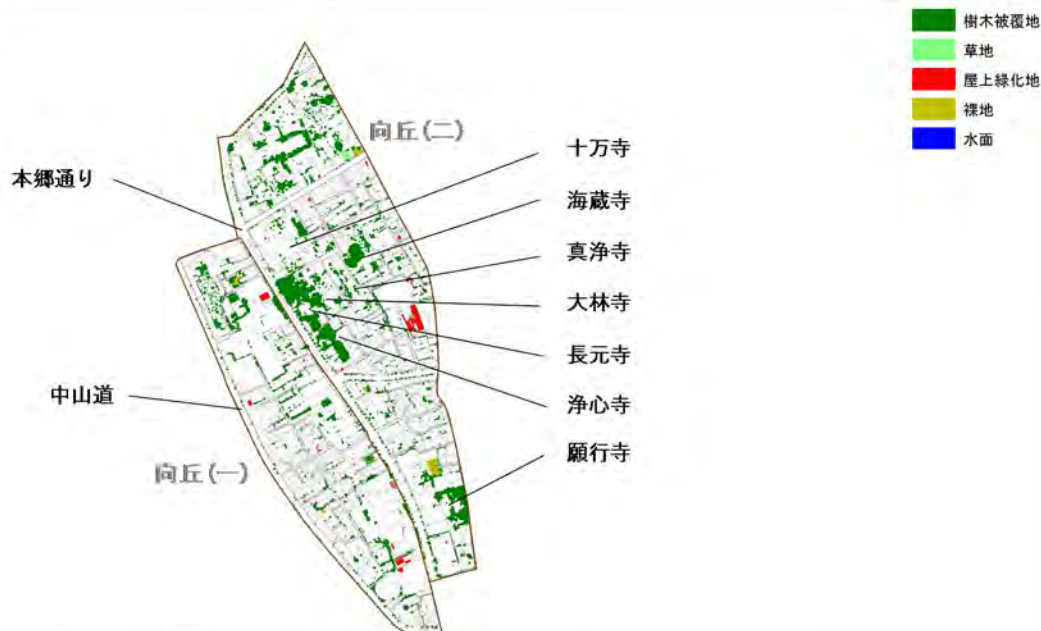 樹木被覆地
草地
屋上緑化地
裸地
水面
向丘(二)
十万寺
本郷通り
海蔵寺
真浄寺
大林寺
長元寺
中山道
浄心寺
願行寺
向丘(一)